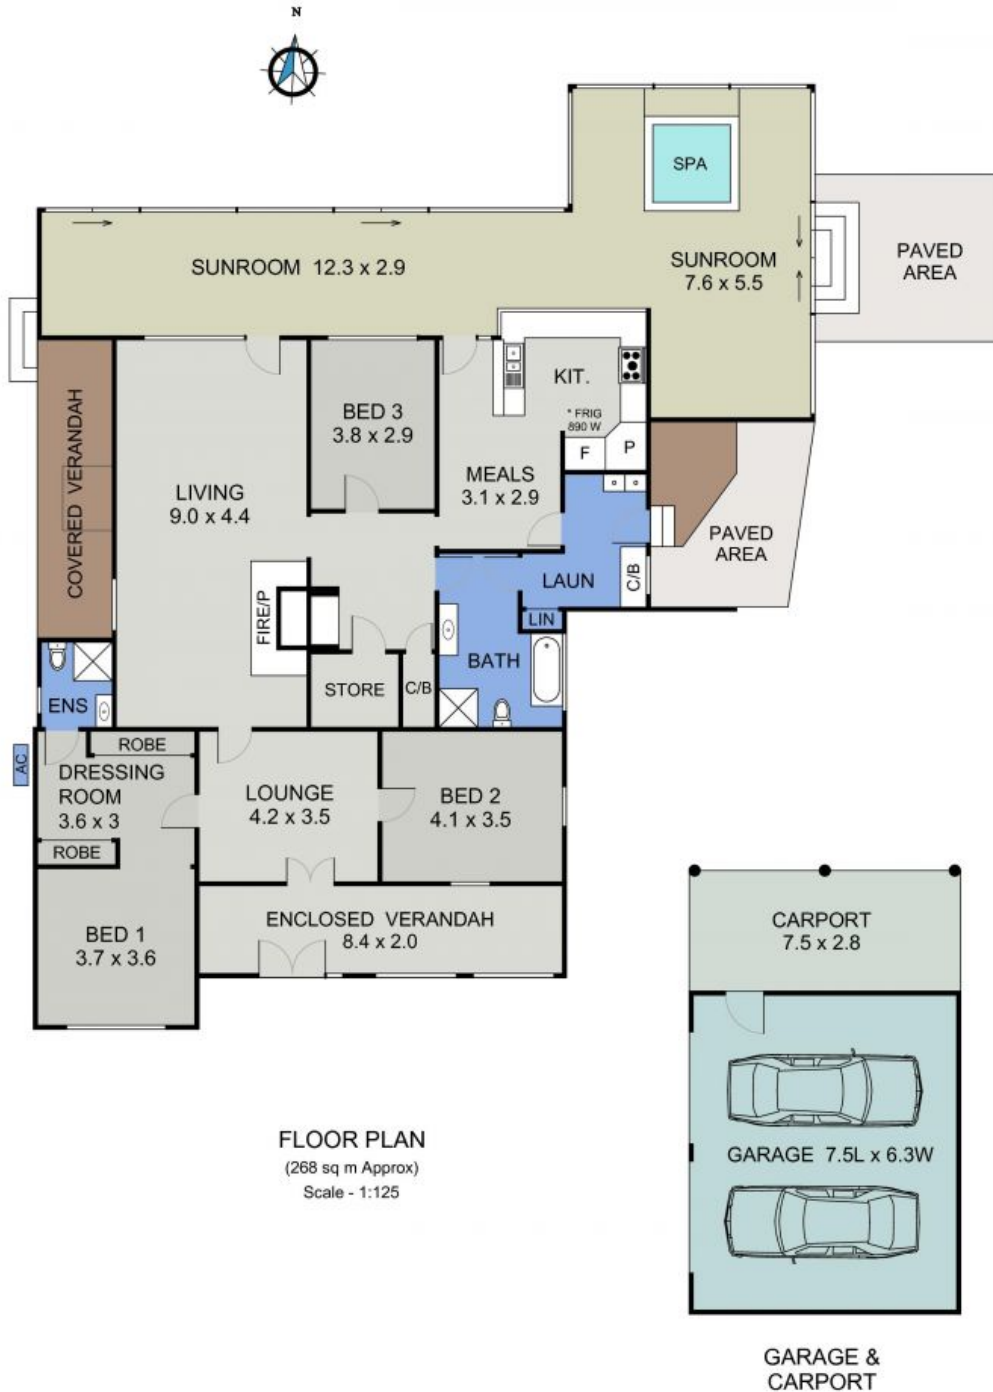 N
SPA
SUNROOM 12.3 x 2.9
SUNROOM
7.6 x 5.5
PAVED
AREA
COVERED VERANDAH
LIVING
9.0 x 4.4
BED 3
3.8 x 2.9
KIT.
* FRIG
890 W
F
P
MEALS
3.1 x 2.9
PAVED
AREA
FIRE/P
LAUN
C/B
LIN
BATH
STORE
C/B
ENS
AC
ROBE
DRESSING
ROOM
3.6 x 3
ROBE
LOUNGE
4.2 x 3.5
BED 2
4.1 x 3.5
BED 1
3.7 x 3.6
ENCLOSED VERANDAH
8.4 x 2.0
CARPORT
7.5 x 2.8
GARAGE 7.5L x 6.3W
FLOOR PLAN
(268 sq m Approx)
Scale - 1:125
GARAGE &
CARPORT